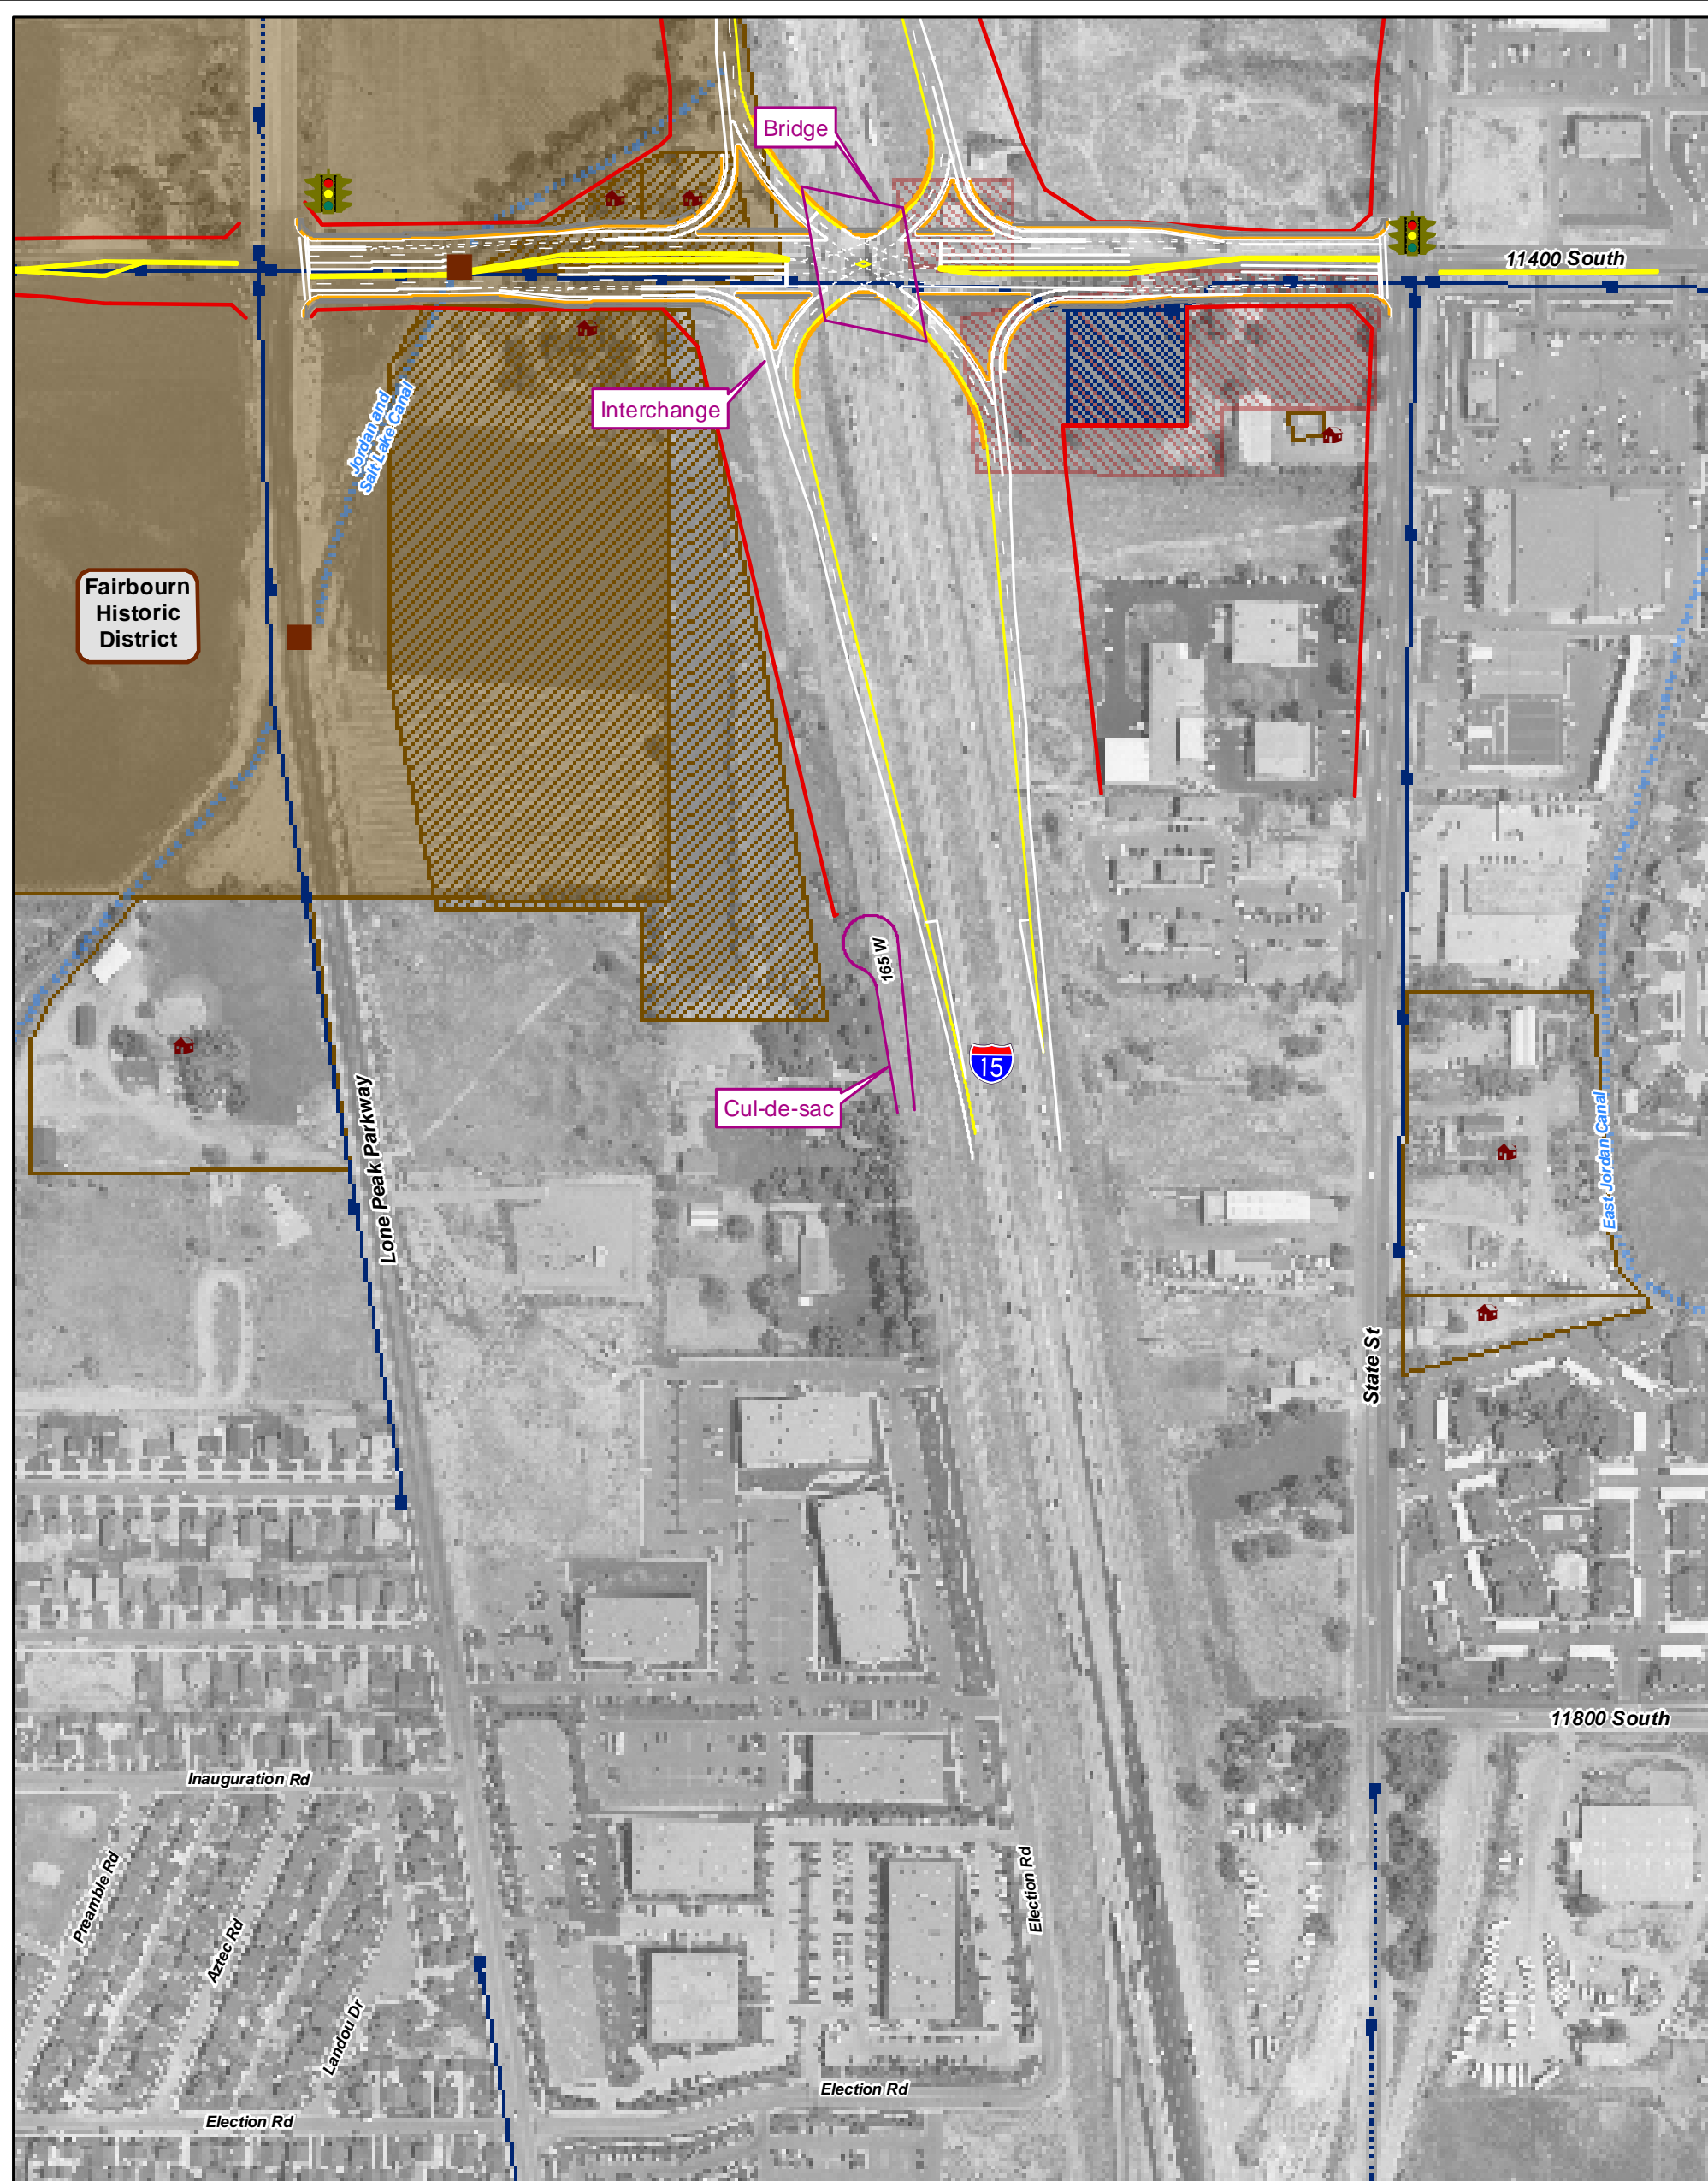 Bridge
11400 South
Interchange
Jordan and
Salt Lake Canal
Fairbourn
Historic
District
165 W
15
Cul-de-sac
Lone Peak Parkway
East Jordan Canal
State St
11800 South
Inauguration Rd
Preamble Rd
Aztec Rd
Election Rd
Landou Dr
Election Rd
Election Rd